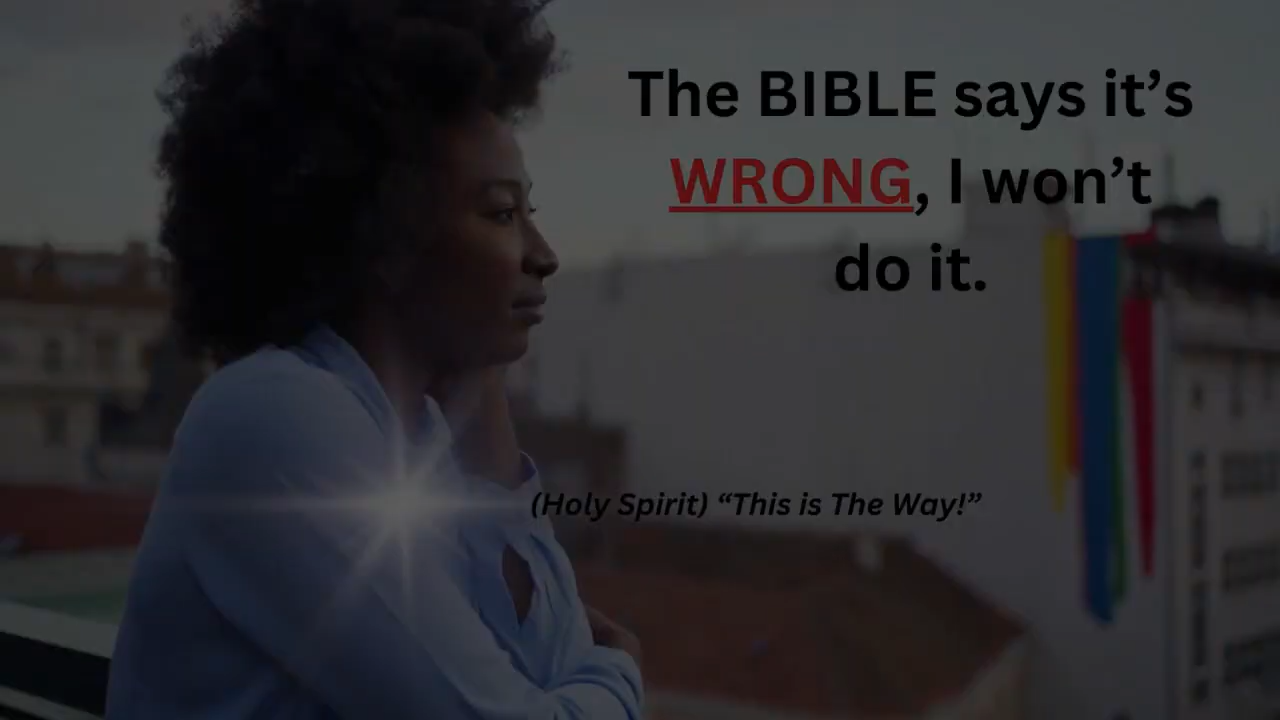 The BIBLE says it’s
WRONG, I won’t
do it.
(Holy Spirit) “This is The Way!”